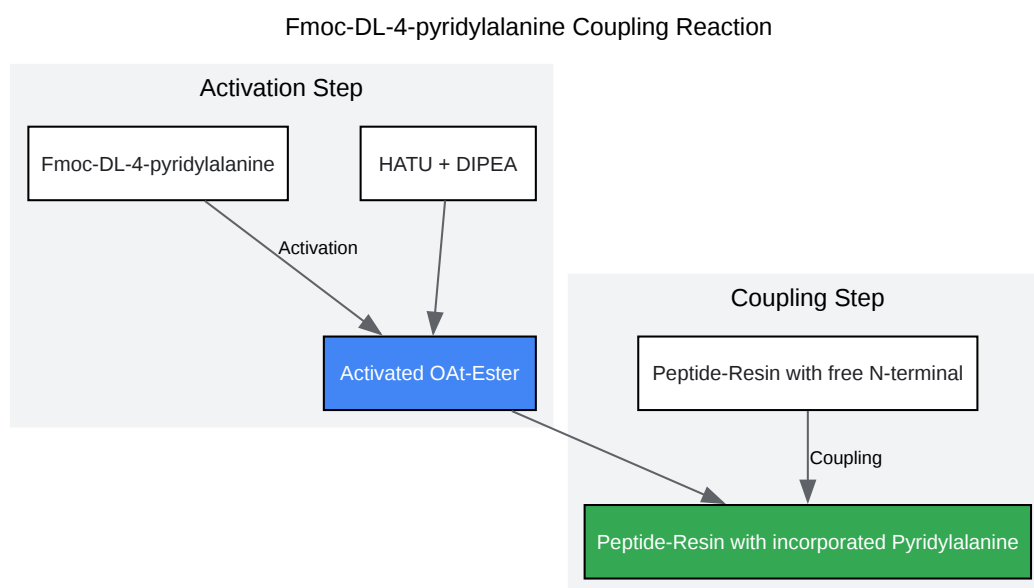 Fmoc-DL-4-pyridylalanine Coupling Reaction
Activation Step
Fmoc-DL-4-pyridylalanine
HATU + DIPEA
Activation
Activated OAt-Ester
Coupling Step
Peptide-Resin with free N-terminal
Coupling
Peptide-Resin with incorporated Pyridylalanine